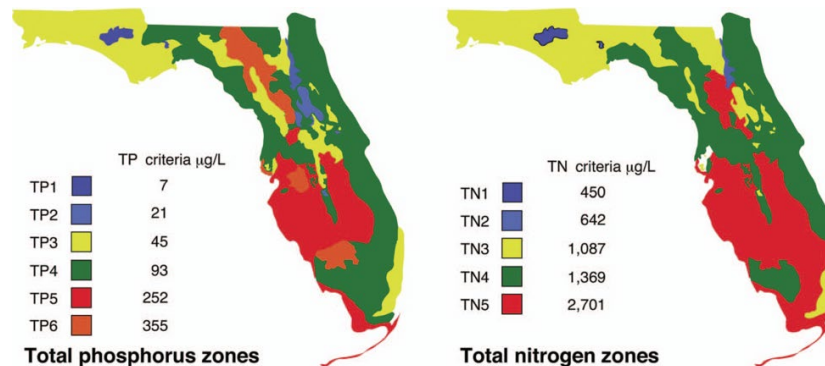 TP criteria µg/L
TP1 7
TP2 21
TP3 45
TP4 93
TP5 252
TP6 355
Total phosphorus zones
TN criteria µg/L
TN1 450
TN2 642
TN3 1,087
TN4 1,369
TN5 2,701
Total nitrogen zones